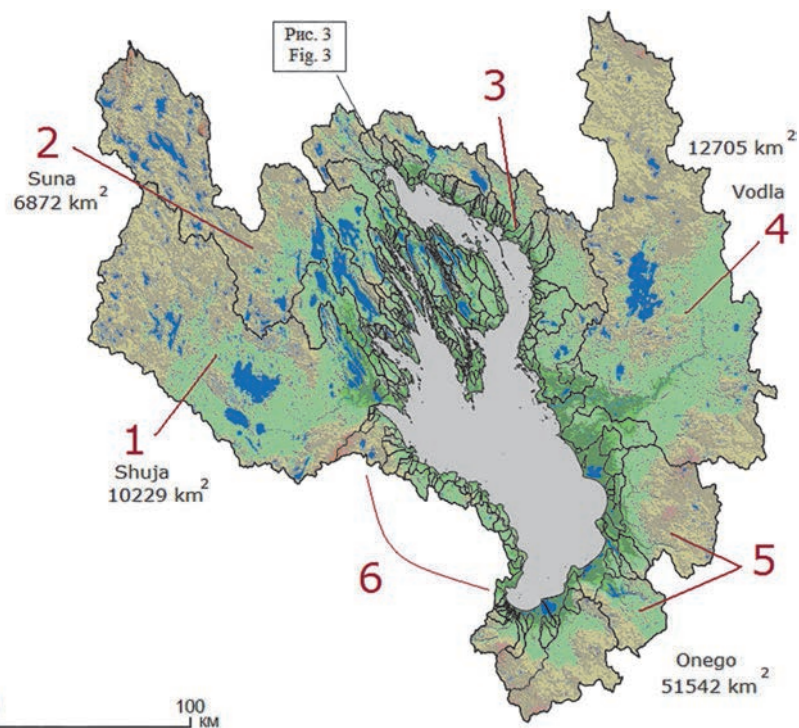 Рис. 3
Fig. 3
3
2
Suna
6872 km²
12705 km²
Vodla
4
1
Shuja
10229 km²
6
5
Onego
51542 km²
100
КМ